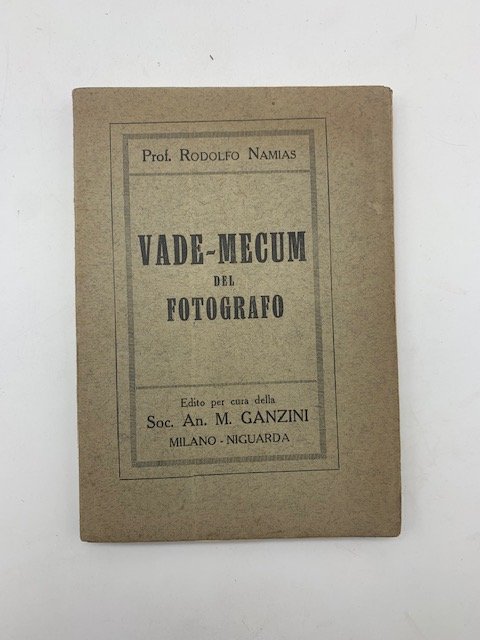 Prof. Rodolfo Namias
VADE-MECUM
DEL
FOTOGRAFO
Edito per cura della
Soc. An. M. GANZINI
MILANO - NIGUARDA